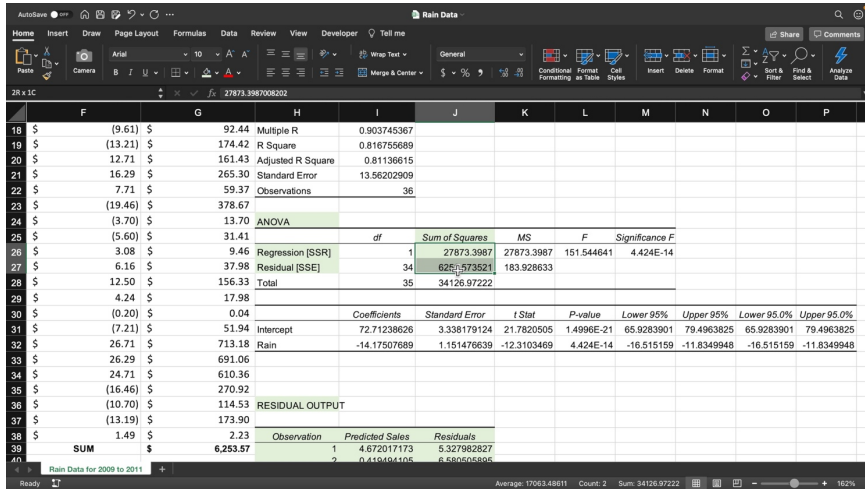 AutoSave OFF Rain Data
Home Insert Draw Page Layout Formulas Data Review View Developer Tell me Share Comments
Paste Camera Arial 10 A^ A˅ Wrap Text General Conditional Formatting Format as Table Cell Styles Insert Delete Format Sort & Filter Find & Select Analyze Data
B I U A Merge & Center $ % 9
2R x 1C fx 27873.3987008202
F G H I J K L M N O P
18 $ (9.61) $ 92.44 Multiple R 0.903745367
19 $ (13.21) $ 174.42 R Square 0.816755689
20 $ 12.71 $ 161.43 Adjusted R Square 0.81136615
21 $ 16.29 $ 265.30 Standard Error 13.56202909
22 $ 7.71 $ 59.37 Observations 36
23 $ (19.46) $ 378.67
24 $ (3.70) $ 13.70 ANOVA
25 $ (5.60) $ 31.41 df Sum of Squares MS F Significance F
26 $ 3.08 $ 9.46 Regression [SSR] 1 27873.3987 27873.3987 151.544641 4.424E-14
27 $ 6.16 $ 37.98 Residual [SSE] 34 183.928633
28 $ 12.50 $ 156.33 Total 35 34126.97222
29 $ 4.24 $ 17.98
30 $ (0.20) $ 0.04 Coefficients Standard Error t Stat P-value Lower 95% Upper 95% Lower 95.0% Upper 95.0%
31 $ (7.21) $ 51.94 Intercept 72.71238626 3.338179124 21.7820505 1.4996E-21 65.9283901 79.4963825 65.9283901 79.4963825
32 $ 26.71 $ 713.18 Rain -14.17507689 1.151476639 -12.3103469 4.424E-14 -16.515159 -11.8349948 -16.515159 -11.8349948
33 $ 26.29 $ 691.06
34 $ 24.71 $ 610.36
35 $ (16.46) $ 270.92
36 $ (10.70) $ 114.53 RESIDUAL OUTPUT
37 $ (13.19) $ 173.90
38 $ 1.49 $ 2.23 Observation Predicted Sales Residuals
39 SUM $ 6,253.57 1 4.672017173 5.327982827
40 2 0.419494105 6.580505895
Rain Data for 2009 to 2011 +
Ready Average: 17063.48611 Count: 2 Sum: 34126.97222 162%